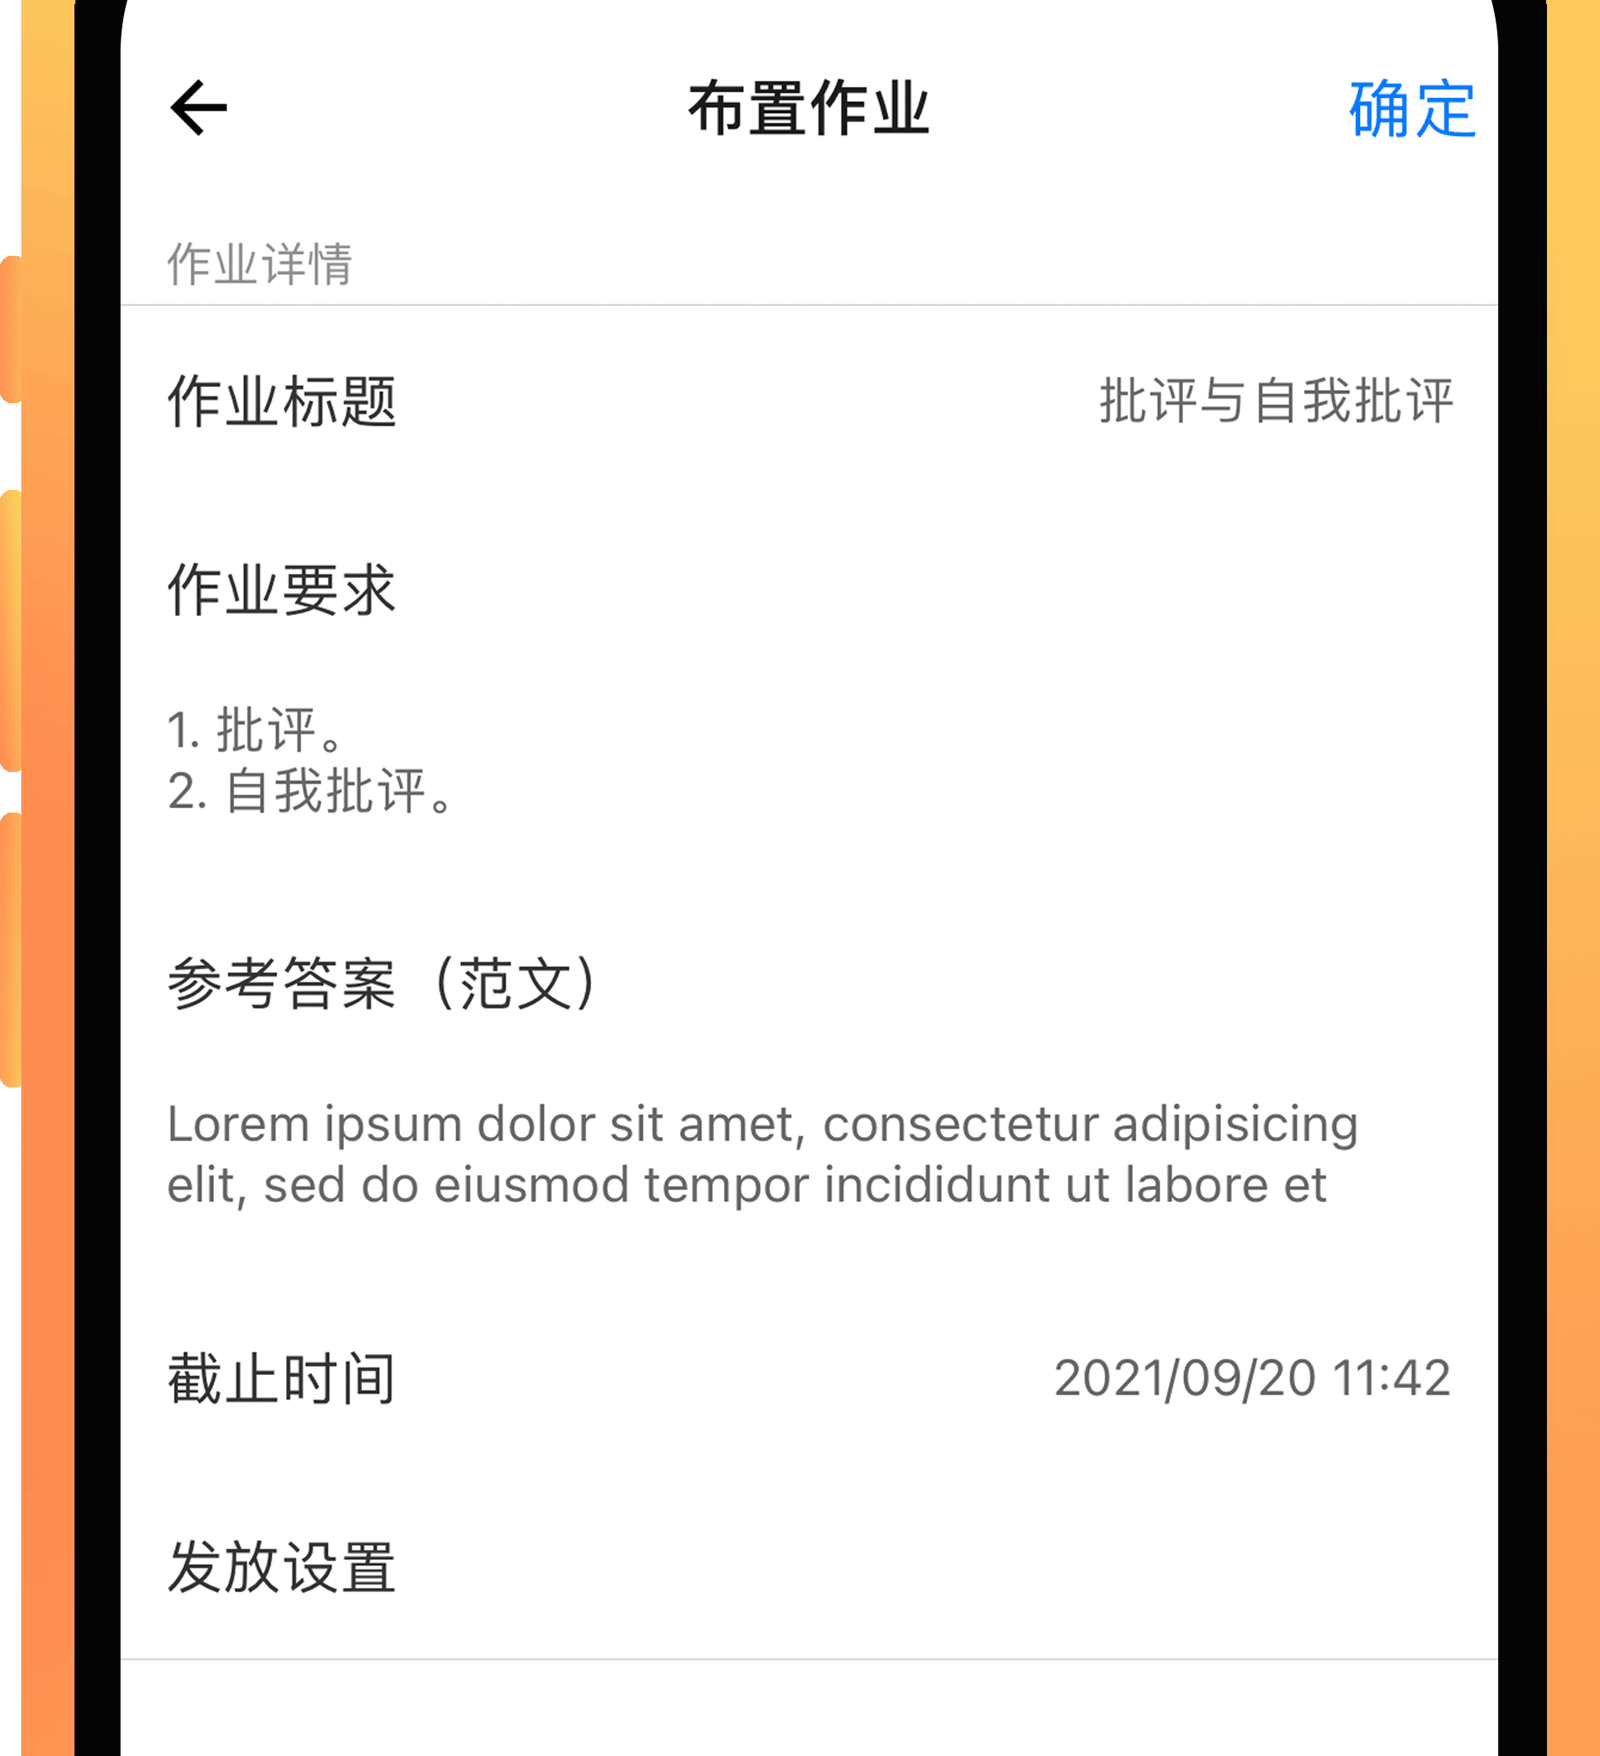 布置作业
确定
作业详情
作业标题
批评与自我批评
作业要求
1. 批评。
2. 自我批评。
参考答案（范文）
Lorem ipsum dolor sit amet, consectetur adipisicing
elit, sed do eiusmod tempor incididunt ut labore et
截止时间
2021/09/20 11:42
发放设置